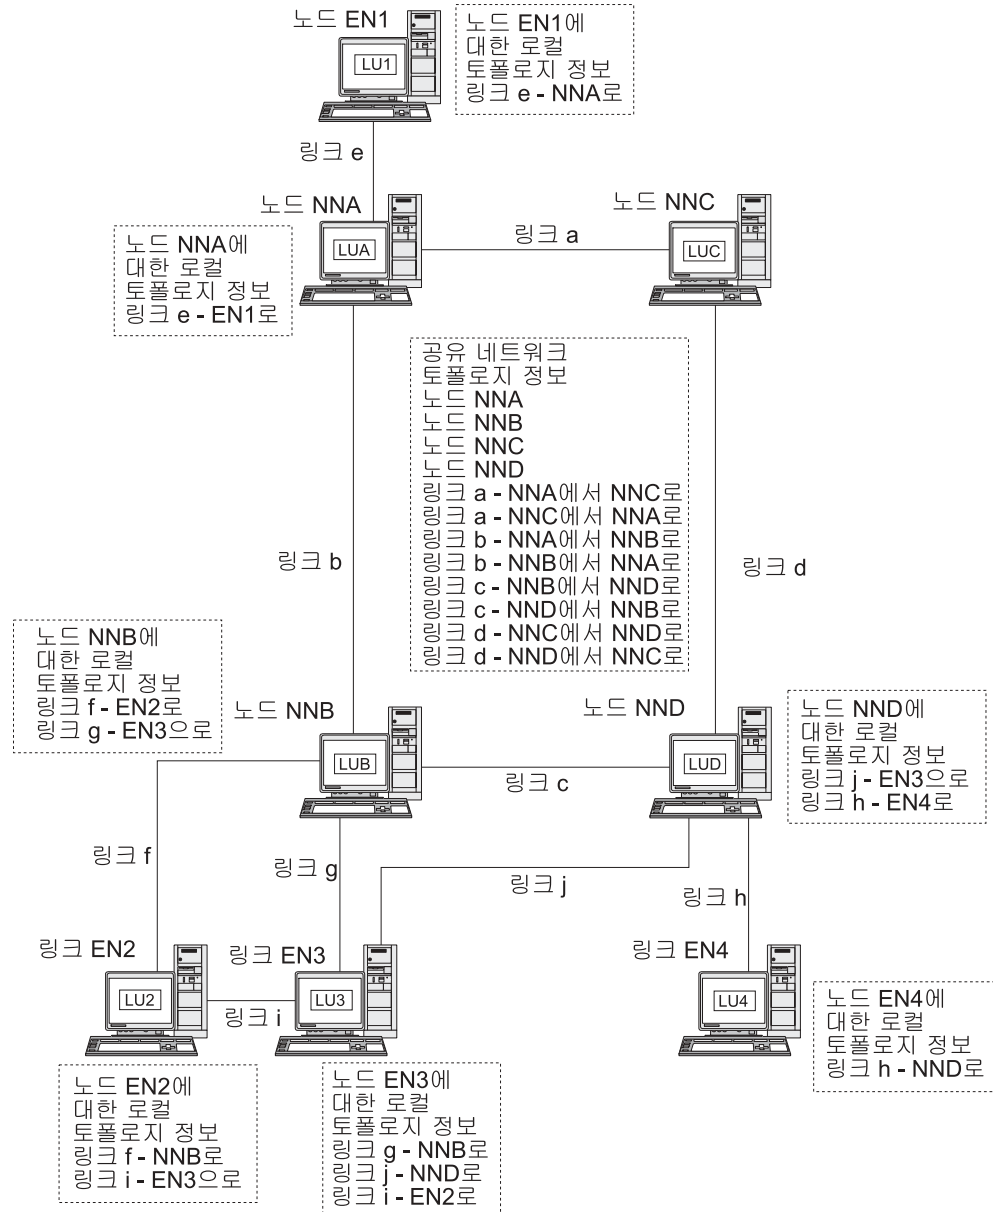 노드 EN1
LU1
노드 EN1에
대한 로컬
토폴로지 정보
링크 e - NNA로
링크 e
노드 NNA
노드 NNC
LUA
링크 a
LUC
노드 NNA에
대한 로컬
토폴로지 정보
링크 e - EN1로
공유 네트워크
토폴로지 정보
노드 NNA
노드 NNB
노드 NNC
노드 NND
링크 a - NNA에서 NNC로
링크 a - NNC에서 NNA로
링크 b - NNA에서 NNB로
링크 b - NNB에서 NNA로
링크 c - NNB에서 NND로
링크 c - NND에서 NNB로
링크 d - NNC에서 NND로
링크 d - NND에서 NNC로
링크 b
링크 d
노드 NNB에
대한 로컬
토폴로지 정보
링크 f - EN2로
링크 g - EN3으로
노드 NNB
노드 NND
LUB
링크 c
LUD
노드 NND에
대한 로컬
토폴로지 정보
링크 j - EN3으로
링크 h - EN4로
링크 f
링크 g
링크 j
링크 h
링크 EN2
링크 EN3
링크 EN4
LU2
링크 i
LU3
LU4
노드 EN4에
대한 로컬
토폴로지 정보
링크 h - NND로
노드 EN2에
대한 로컬
토폴로지 정보
링크 f - NNB로
링크 i - EN3으로
노드 EN3에
대한 로컬
토폴로지 정보
링크 g - NNB로
링크 j - NND로
링크 i - EN2로